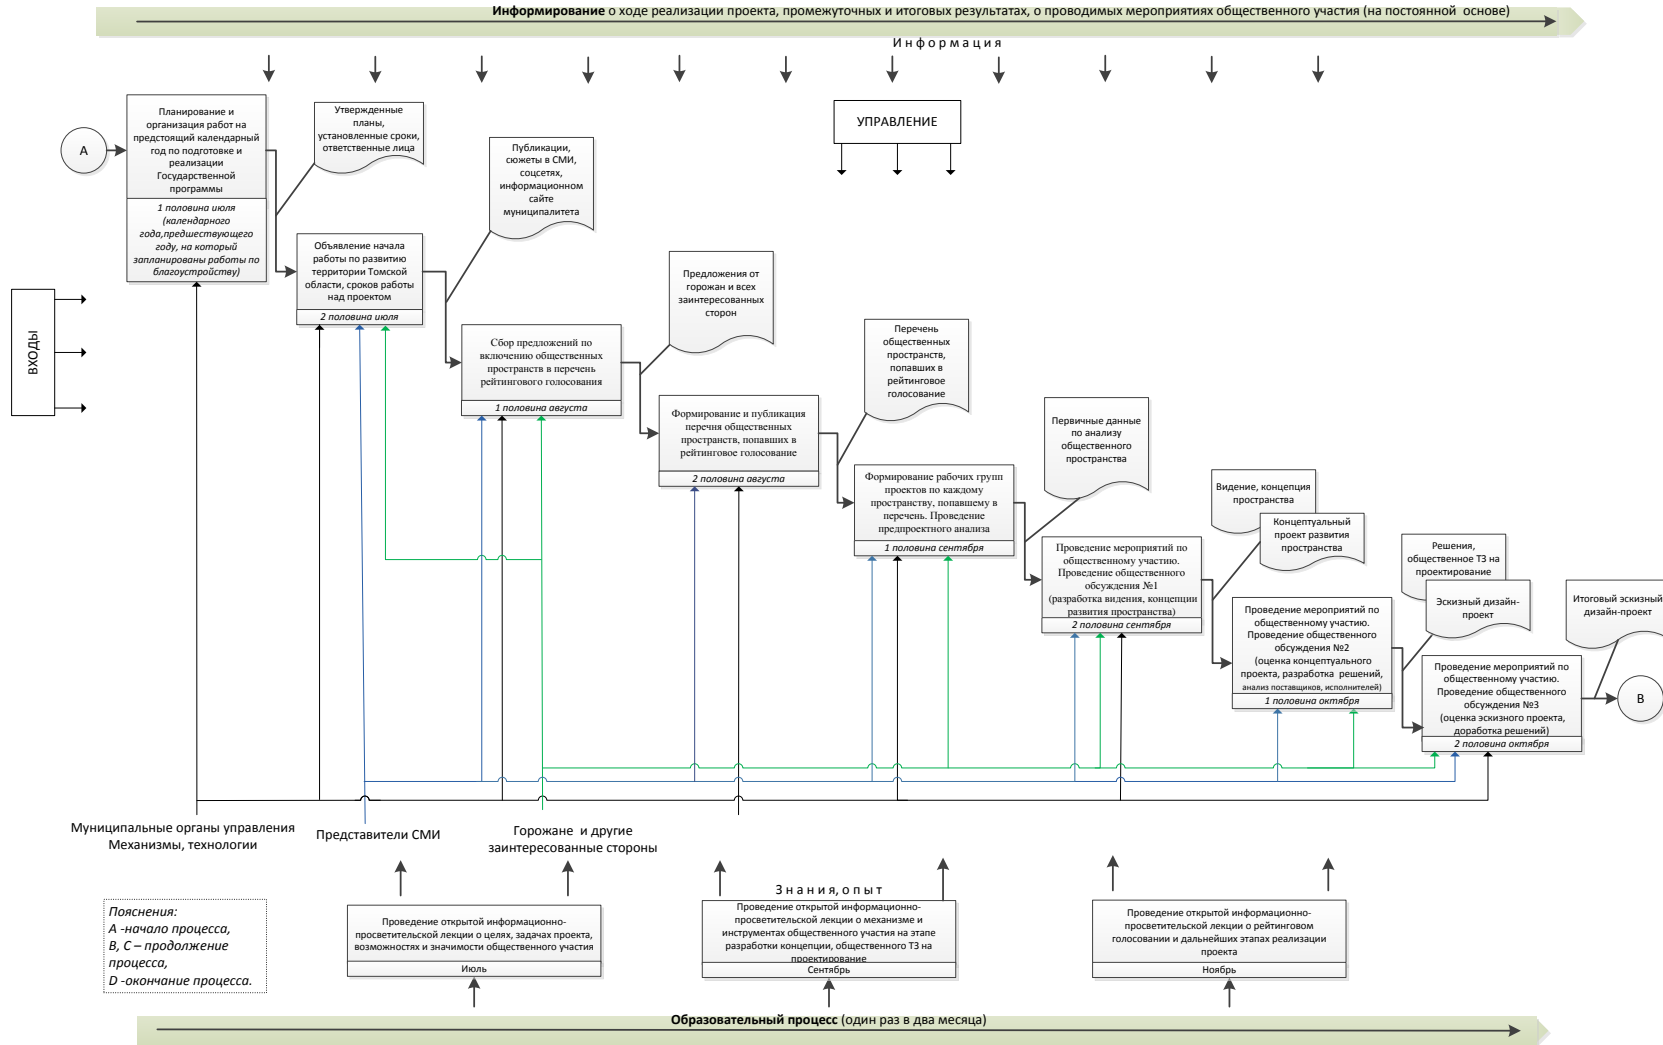 Информирование о ходе реализации проекта, промежуточных и итоговых результатах, о проводимых мероприятиях общественного участия (на постоянной основе)
Информация
А
Планирование и
организация работ на
предстоящий календарный
год по подготовке и
реализации
Государственной
программы
1 половина июля
(календарного
года,предшествующего
году, на который
запланированы работы по
благоустройству)
Утвержденные
планы,
установленные сроки,
ответственные лица
УПРАВЛЕНИЕ
ВХОДЫ
Объявление начала
работы по развитию
территории Томской
области, сроков работы
над проектом
2 половина июля
Публикации,
сюжеты в СМИ,
соцсетях,
информационном
сайте
муниципалитета
Сбор предложений по
включению общественных
пространств в перечень
рейтингового голосования
1 половина августа
Предложения от
горожан и всех
заинтересованных
сторон
Формирование и публикация
перечня общественных
пространств, попавших в
рейтинговое голосование
2 половина августа
Перечень
общественных
пространств,
попавших в
рейтинговое
голосование
Формирование рабочих групп
проектов по каждому
пространству, попавшему в
перечень. Проведение
предпроектного анализа
1 половина сентября
Первичные данные
по анализу
общественного
пространства
Проведение мероприятий по
общественному участию.
Проведение общественного
обсуждения №1
(разработка видения, концепции
развития пространства)
2 половина сентября
Видение, концепция
пространства
Концептуальный
проект развития
пространства
Проведение мероприятий по
общественному участию.
Проведение общественного
обсуждения №2
(оценка концептуального
проекта, разработка решений,
анализ поставщиков, исполнителей)
1 половина октября
Решения,
общественное ТЗ на
проектирование
Эскизный дизайн-
проект
Проведение мероприятий по
общественному участию.
Проведение общественного
обсуждения №3
(оценка эскизного проекта,
доработка решений)
2 половина октября
Итоговый эскизный
дизайн-проект
В
Муниципальные органы управления
Механизмы, технологии
Представители СМИ
Горожане и другие
заинтересованные стороны
Знания, опыт
Пояснения:
А -начало процесса,
В, С – продолжение
процесса,
D -окончание процесса.
Проведение открытой информационно-
просветительской лекции о целях, задачах проекта,
возможностях и значимости общественного участия
Июль
Проведение открытой информационно-
просветительской лекции о механизме и
инструментах общественного участия на этапе
разработки концепции, общественного ТЗ на
проектирование
Сентябрь
Проведение открытой информационно-
просветительской лекции о рейтинговом
голосовании и дальнейших этапах реализации
проекта
Ноябрь
Образовательный процесс (один раз в два месяца)